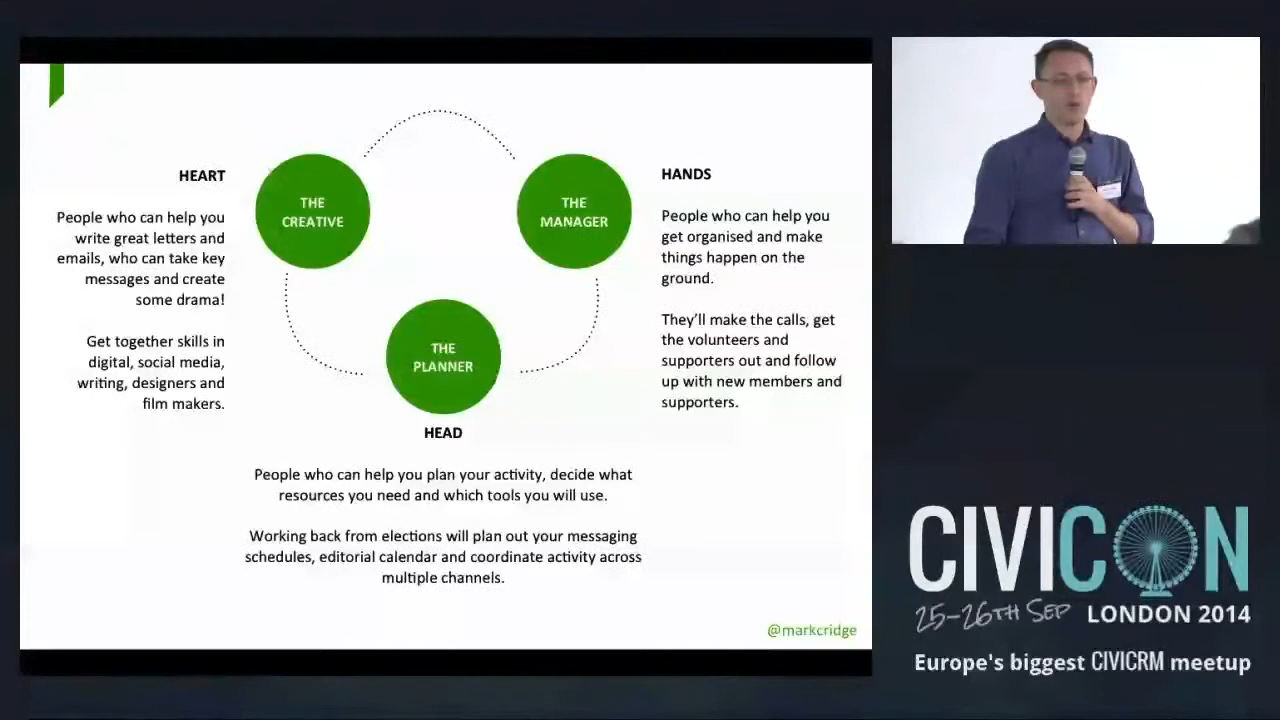 HEART
People who can help you
write great letters and
emails, who can take key
messages and create
some drama!
Get together skills in
digital, social media,
writing, designers and
film makers.
THE
CREATIVE
THE
MANAGER
HANDS
People who can help you
get organised and make
things happen on the
ground.
They'll make the calls, get
the volunteers and
supporters out and follow
up with new members and
supporters.
THE
PLANNER
HEAD
People who can help you plan your activity, decide what
resources you need and which tools you will use.
Working back from elections will plan out your messaging
schedules, editorial calendar and coordinate activity across
multiple channels.
@markcridge
CIVICON
25-26TH SEP LONDON 2014
Europe's biggest CIVICRM meetup